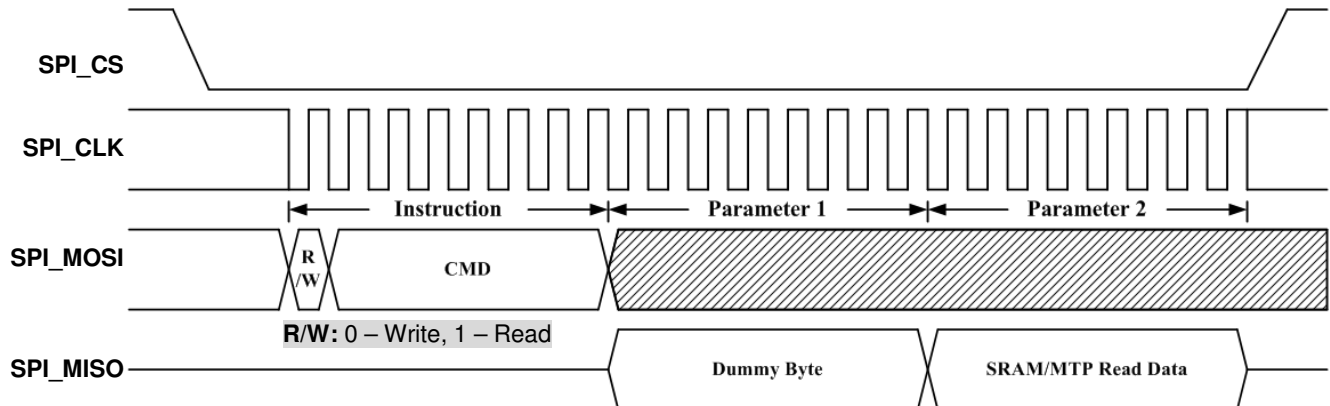 SPI_CS
SPI_CLK
Instruction
Parameter 1
Parameter 2
SPI_MOSI
R
/W
CMD
R/W: 0 – Write, 1 – Read
SPI_MISO
Dummy Byte
SRAM/MTP Read Data